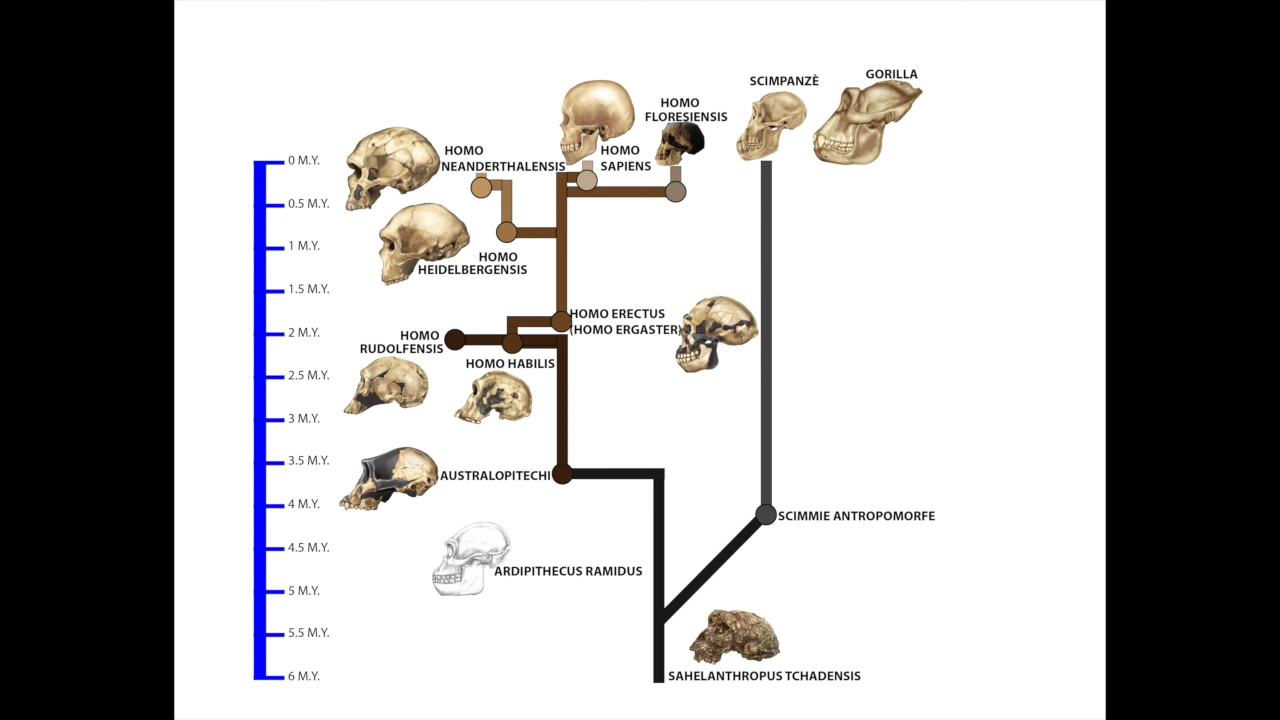 GORILLA
SCIMPANZÈ
HOMO
FLORESIENSIS
HOMO
NEANDERTHALENSIS
HOMO
SAPIENS
0 M.Y.
0.5 M.Y.
1 M.Y.
HOMO
HEIDELBERGENSIS
1.5 M.Y.
HOMO ERECTUS
(HOMO ERGASTER)
2 M.Y.
HOMO
RUDOLFENSIS
HOMO HABILIS
2.5 M.Y.
3 M.Y.
3.5 M.Y.
AUSTRALOPITECHI
4 M.Y.
SCIMMIE ANTROPOMORFE
4.5 M.Y.
ARDIPITHECUS RAMIDUS
5 M.Y.
5.5 M.Y.
6 M.Y.
SAHELANTHROPUS TCHADENSIS